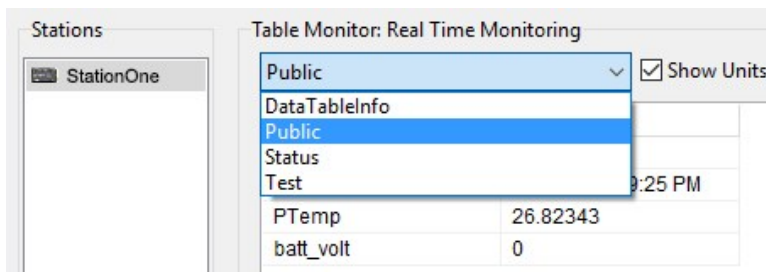 Stations
StationOne
Table Monitor: Real Time Monitoring
Public
Show Units
DataTableInfo
Public
Status
Test
:25 PM
PTemp 26.82343
batt_volt 0